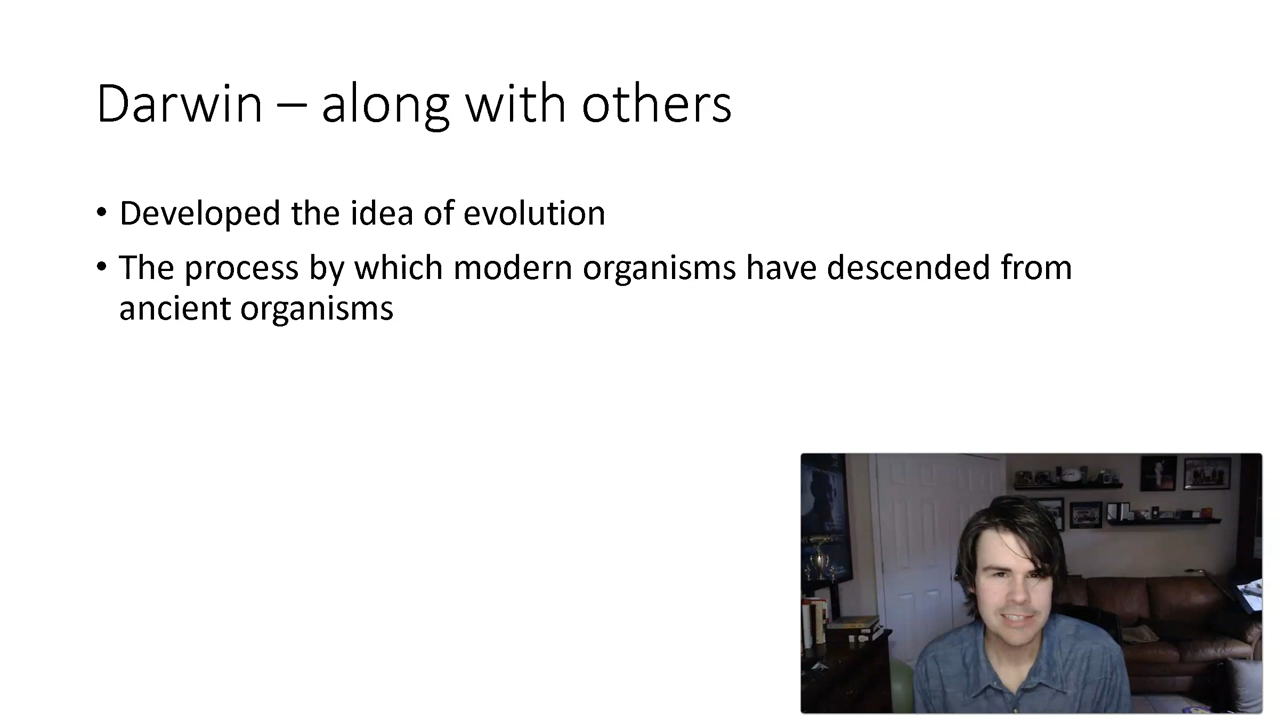 Darwin – along with others
• Developed the idea of evolution
• The process by which modern organisms have descended from
ancient organisms